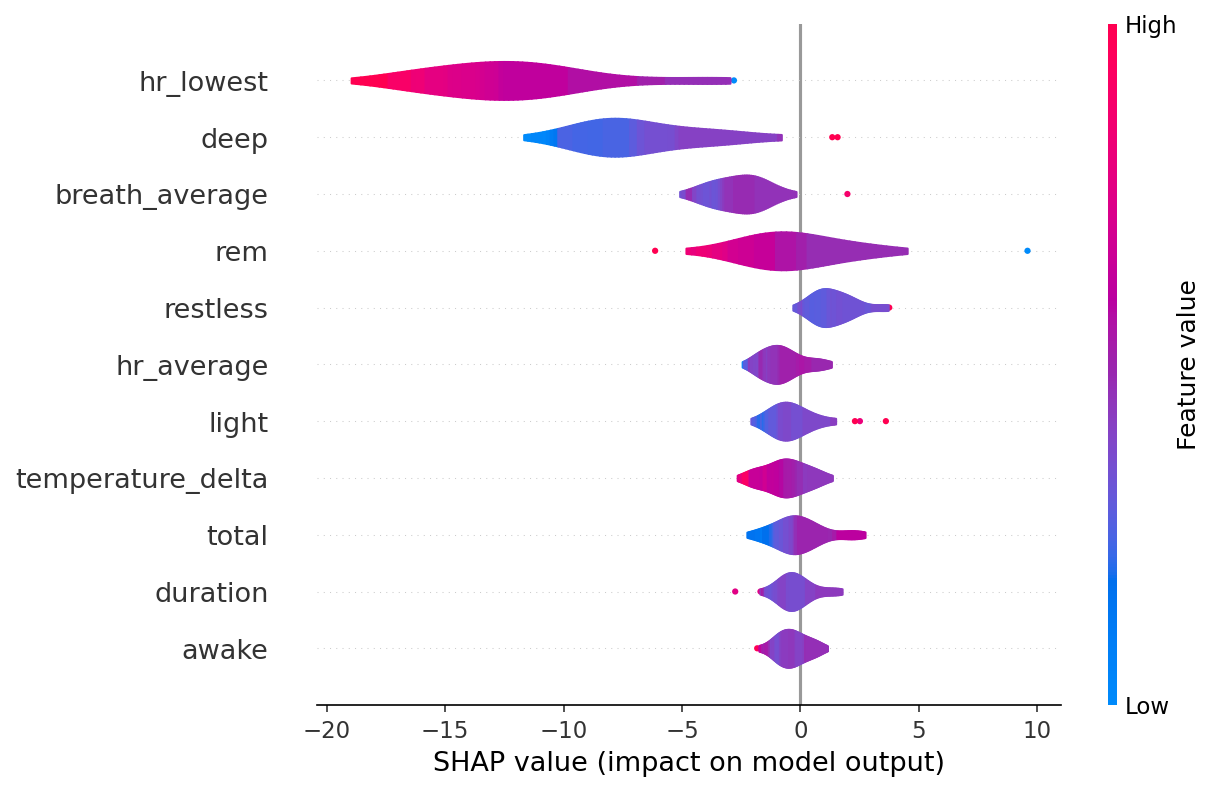 High
hr_lowest
deep
breath_average
rem
restless
hr_average
light
temperature_delta
total
duration
awake
Feature value
Low
−20 −15 −10 −5 0 5 10
SHAP value (impact on model output)